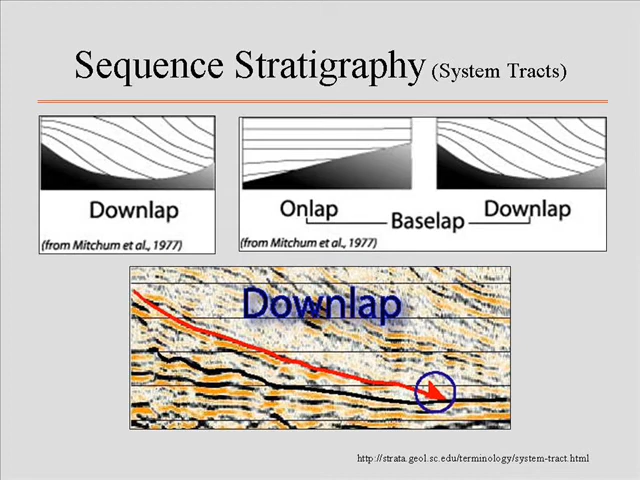 Sequence Stratigraphy (System Tracts)
Downlap
(from Mitchum et al., 1977)
Onlap
Baselap
Downlap
(from Mitchum et al., 1977)
Downlap
http://strata.geol.sc.edu/terminology/system-tract.html